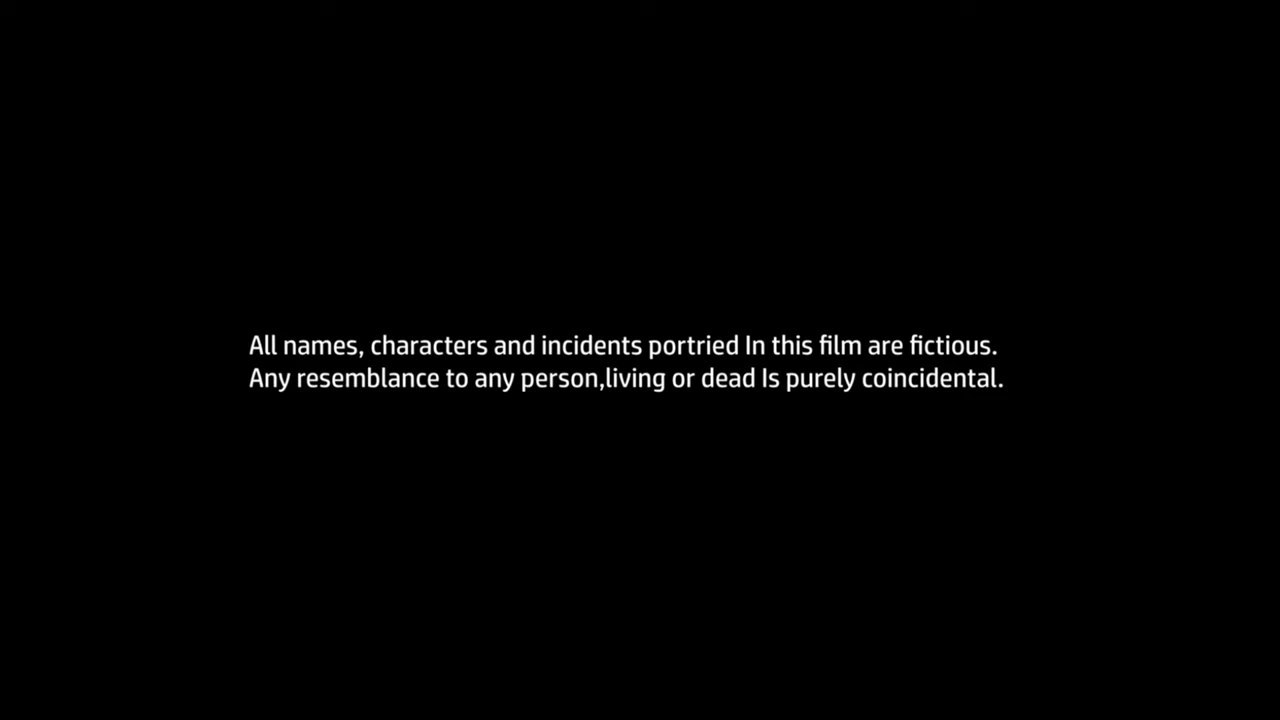 All names, characters and incidents portried In this film are fictious.
Any resemblance to any person,living or dead Is purely coincidental.